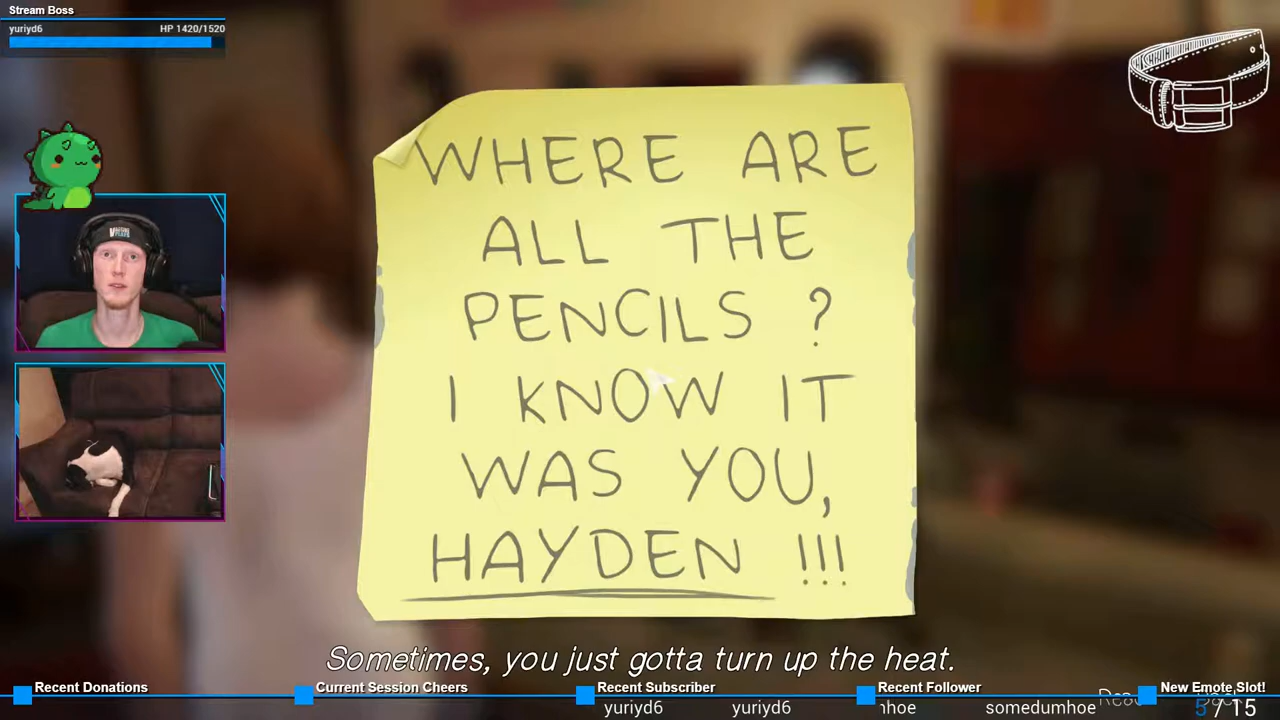 Stream Boss
yuriyd6 HP 1420/1520
WHERE ARE
ALL THE
PENCILS ?
I KNOW IT
WAS YOU,
HAYDEN !!!
Sometimes, you just gotta turn up the heat.
Recent Donations Current Session Cheers Recent Subscriber Recent Follower New Emote Slot!
yuriyd6 yuriyd6 somedumhoe 5 / 15